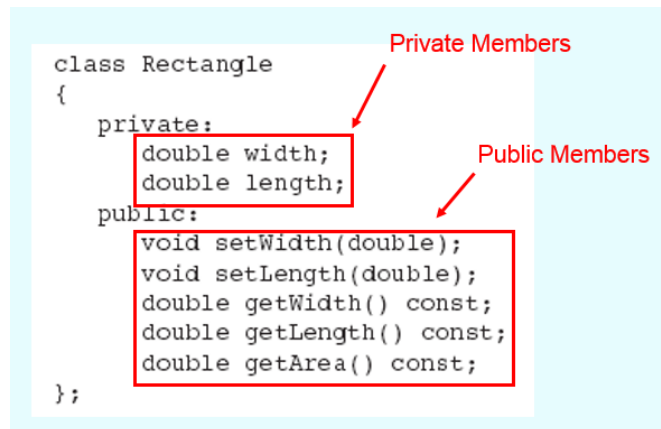 Private Members
class Rectangle
{
private:
double width;
double length;
Public Members
public:
void setWidth(double);
void setLength(double);
double getWidth() const;
double getLength() const;
double getArea() const;
};